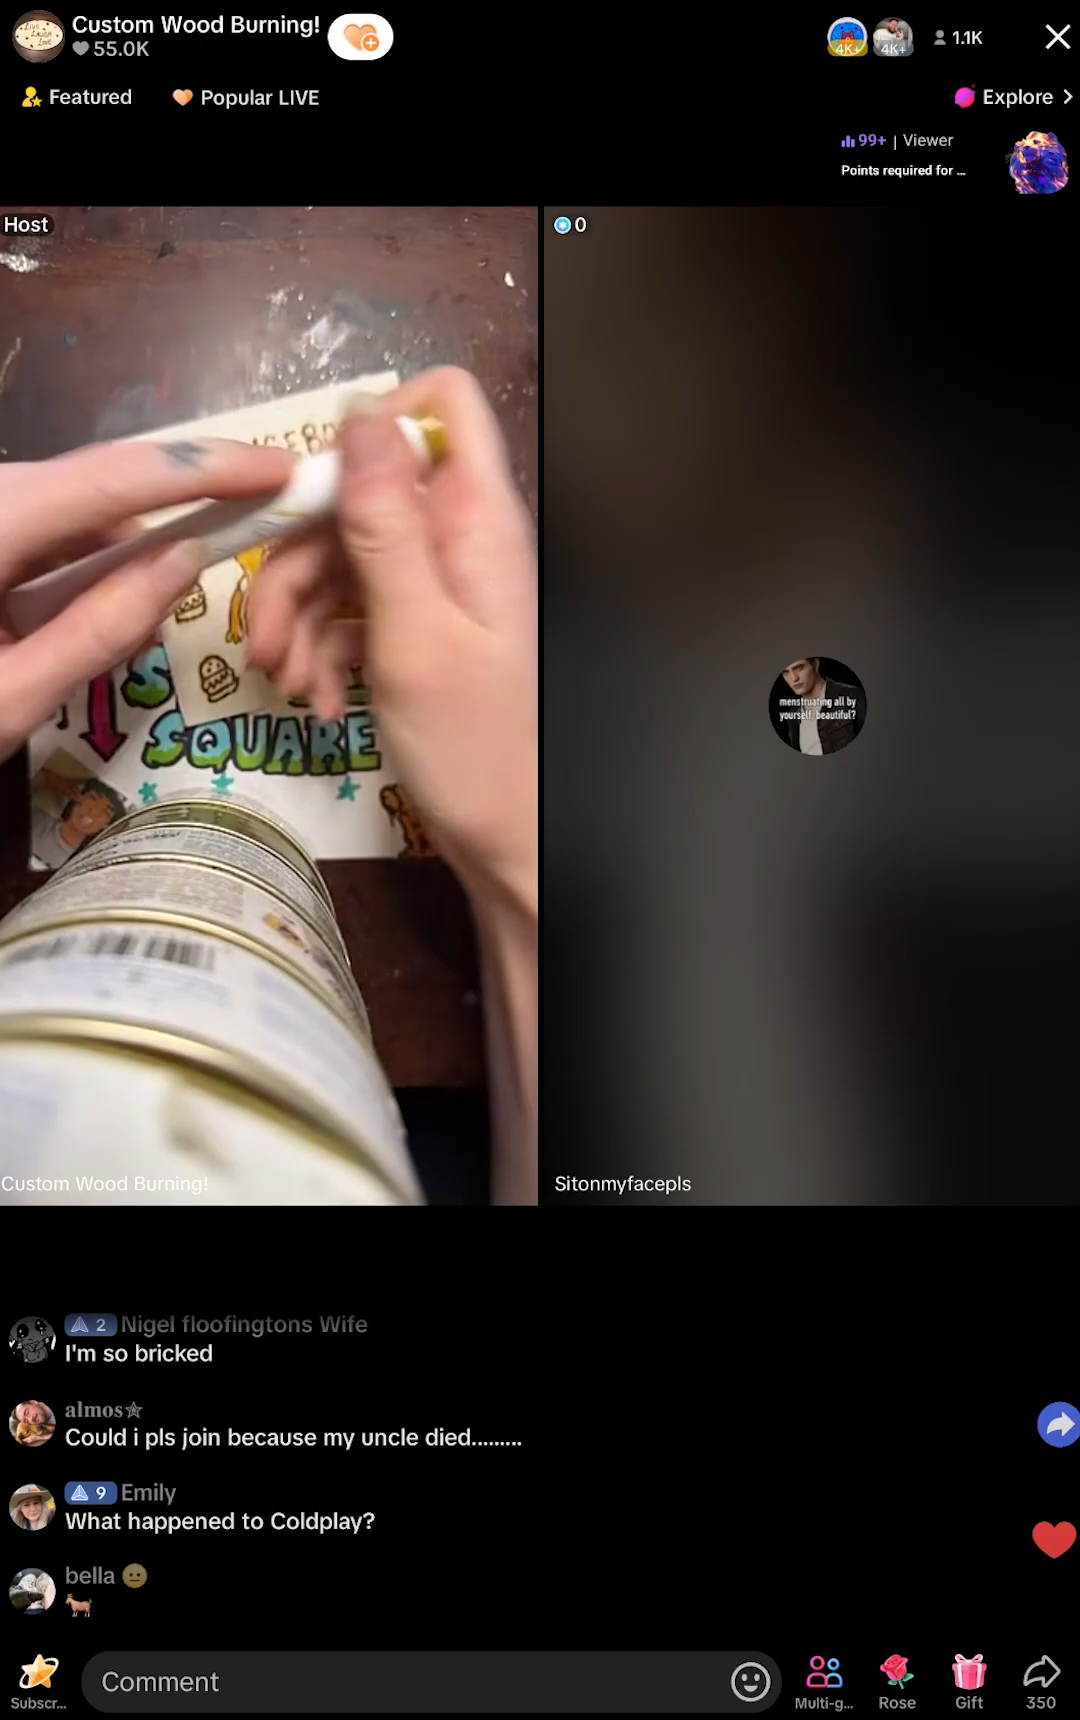 Custom Wood Burning!
55.0K
4K+
4K+
1.1K
Featured
Popular LIVE
Explore
99+ | Viewer
Points required for ...
Host
0
SQUARE
menstruating all by
yourself, beautiful?
Custom Wood Burning!
Sitonmyfacepls
2 Nigel floofingtons Wife
I'm so bricked
almos☆
Could i pls join because my uncle died.........
9 Emily
What happened to Coldplay?
bella 😐
🐐
Comment
Subscr...
Multi-g...
Rose
Gift
350